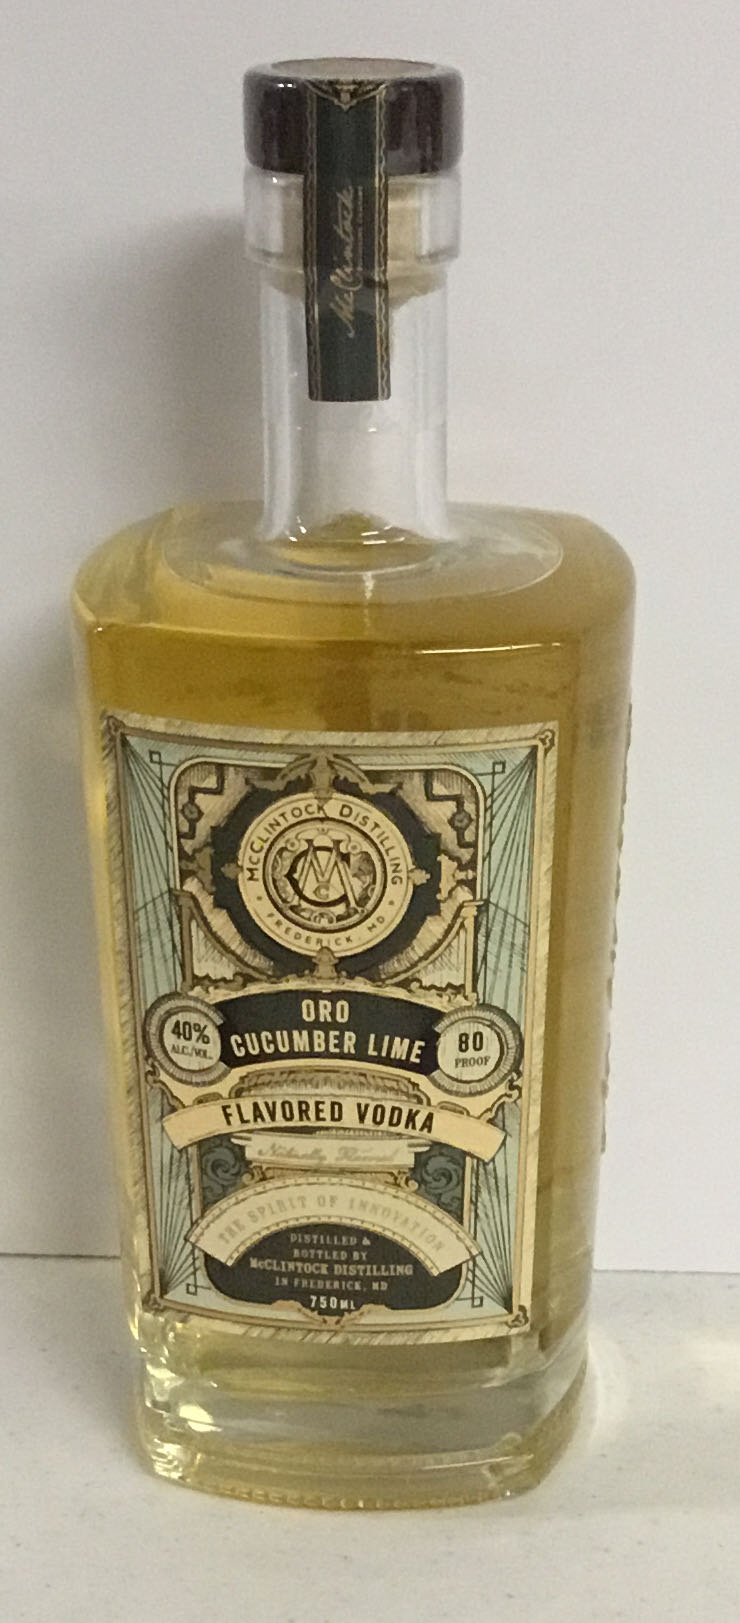 McClintock
McCLINTOCK DISTILLING
FREDERICK, MD
ORO
CUCUMBER LIME
40%
ALC./VOL.
80
PROOF
FLAVORED VODKA
Naturally Flavored
THE SPIRIT OF INNOVATION
DISTILLED &
BOTTLED BY
McCLINTOCK DISTILLING
IN FREDERICK, MD
750ML